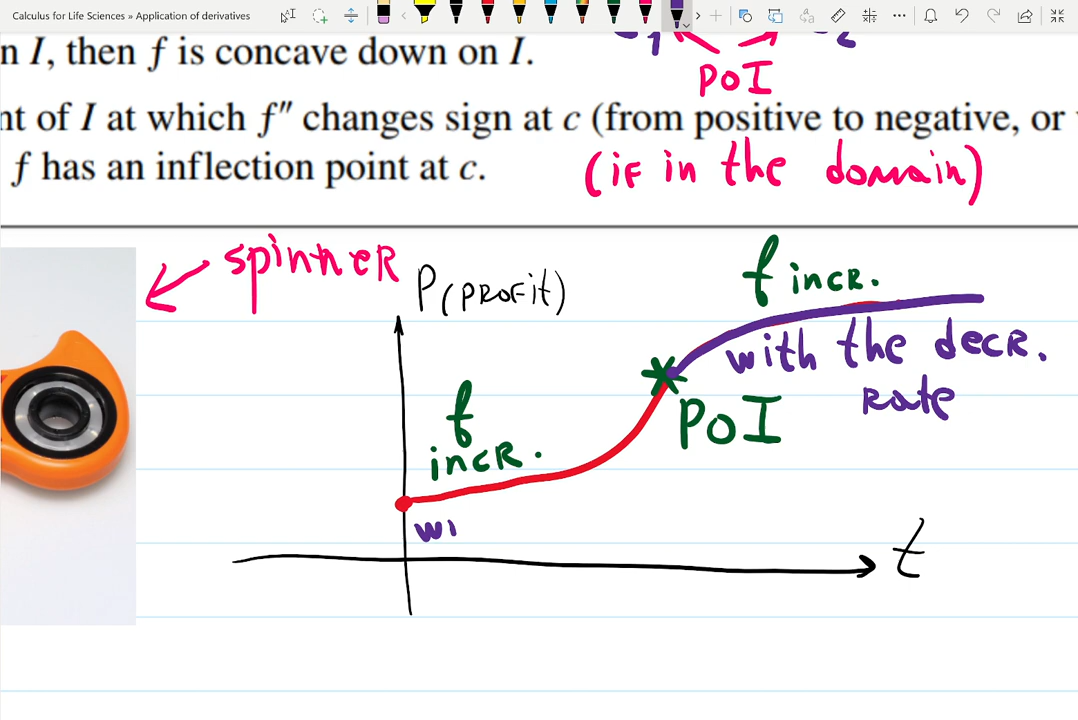 Calculus for Life Sciences » Application of derivatives
n I, then f is concave down on I.
POI
nt of I at which f″ changes sign at c (from positive to negative, or
f has an inflection point at c.
(if in the domain)
spinner
P(profit)
f incr.
with the decr.
rate
f
incr.
POI
wi
t